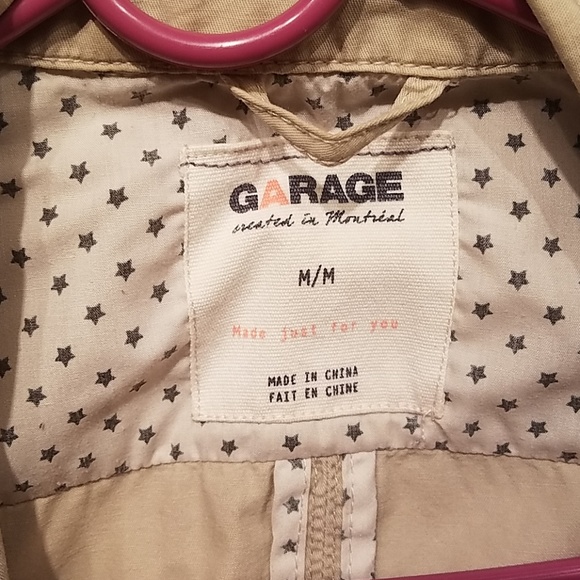 GARAGE
created in Montréal
M/M
Made just for you
MADE IN CHINA
FAIT EN CHINE